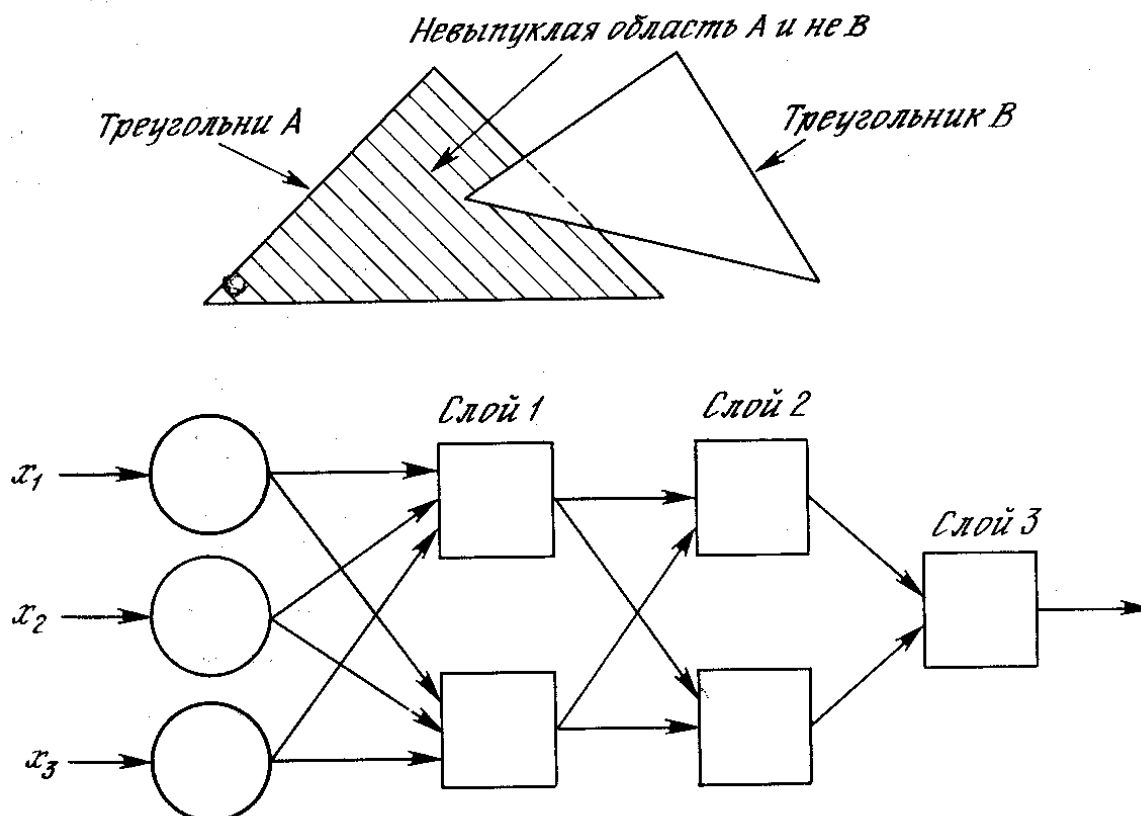 Невыпуклая область A и не B
Треугольни A
Треугольник B
Слой 1
Слой 2
x₁
Слой 3
x₂
x₃